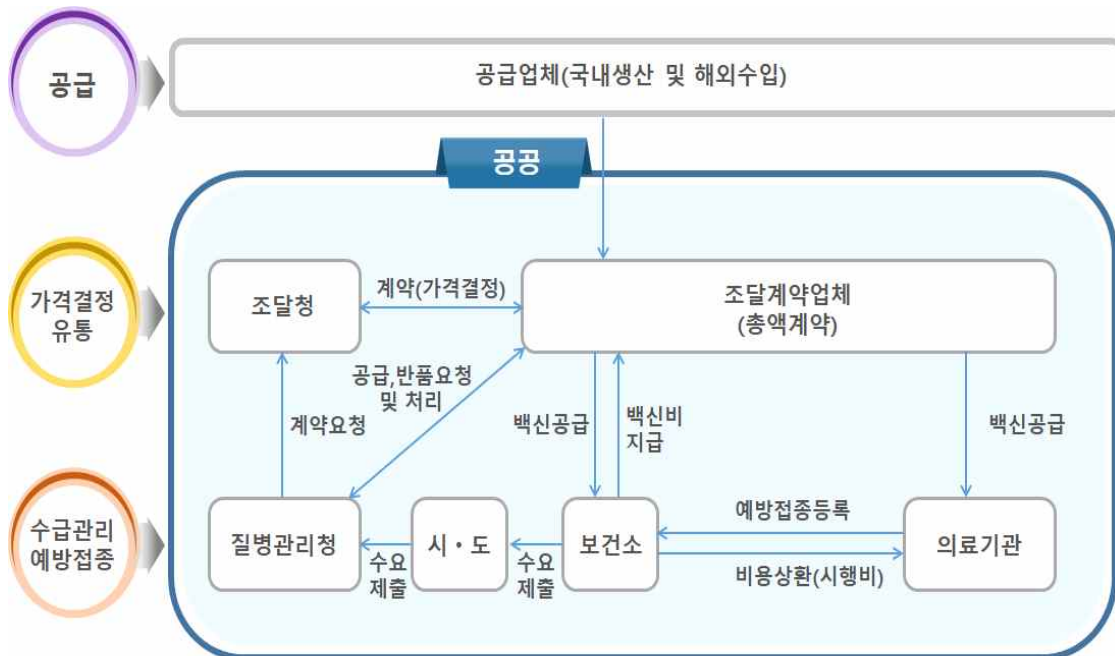 공급
공급업체(국내생산 및 해외수입)
공공
가격결정
유통
조달청
계약(가격결정)
조달계약업체
(총액계약)
계약요청
공급,반품요청
및 처리
백신공급
백신비
지급
백신공급
수급관리
예방접종
질병관리청
수요
제출
시・도
수요
제출
보건소
예방접종등록
비용상환(시행비)
의료기관